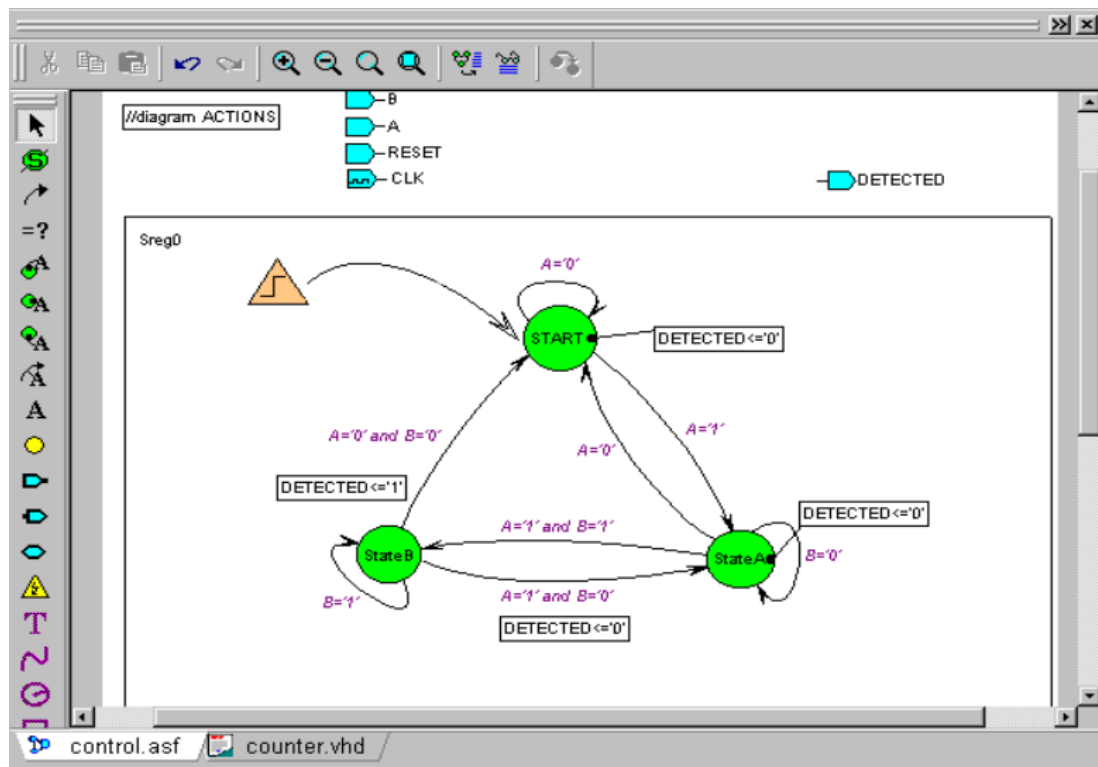 B
//diagram ACTIONS
A
RESET
CLK
DETECTED
Sreg0
A='0'
START
DETECTED<='0'
=?
A
A
A
A
A
T
A='0' and B='0'
A='0'
A='1'
DETECTED<='1'
DETECTED<='0'
A='1' and B='1'
StateB
StateA
B='0'
B='1'
A='1' and B='0'
DETECTED<='0'
control.asf
counter.vhd